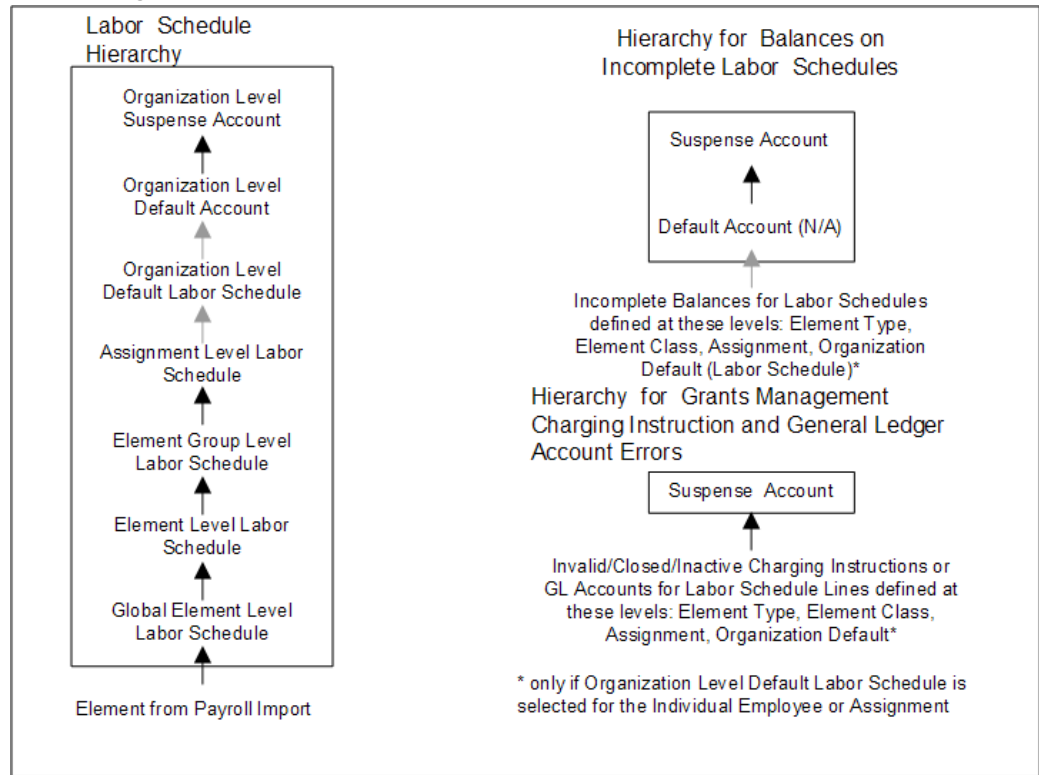 Labor Schedule
Hierarchy
Organization Level
Suspense Account
Organization Level
Default Account
Organization Level
Default Labor Schedule
Assignment Level Labor
Schedule
Element Group Level
Labor Schedule
Element Level Labor
Schedule
Global Element Level
Labor Schedule
Element from Payroll Import
Hierarchy for Balances on
Incomplete Labor Schedules
Suspense Account
Default Account (N/A)
Incomplete Balances for Labor Schedules
defined at these levels: Element Type,
Element Class, Assignment, Organization
Default (Labor Schedule)*
Hierarchy for Grants Management
Charging Instruction and General Ledger
Account Errors
Suspense Account
Invalid/Closed/Inactive Charging Instructions or
GL Accounts for Labor Schedule Lines defined at
these levels: Element Type, Element Class,
Assignment, Organization Default*
* only if Organization Level Default Labor Schedule is
selected for the Individual Employee or Assignment